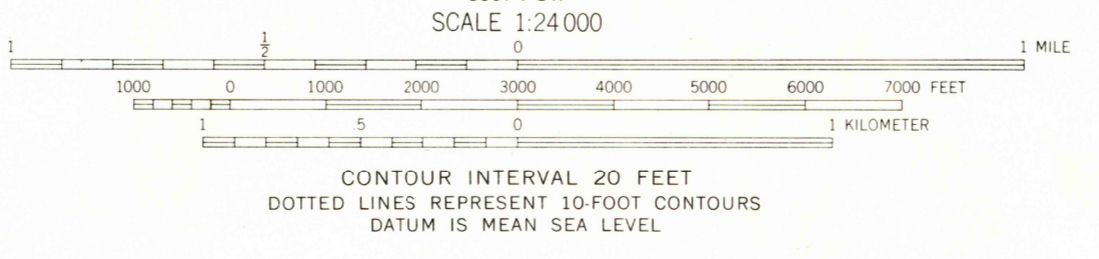 SCALE 1:24 000
1 1/2 0 1 MILE
1000 0 1000 2000 3000 4000 5000 6000 7000 FEET
1 .5 0 1 KILOMETER
CONTOUR INTERVAL 20 FEET
DOTTED LINES REPRESENT 10-FOOT CONTOURS
DATUM IS MEAN SEA LEVEL